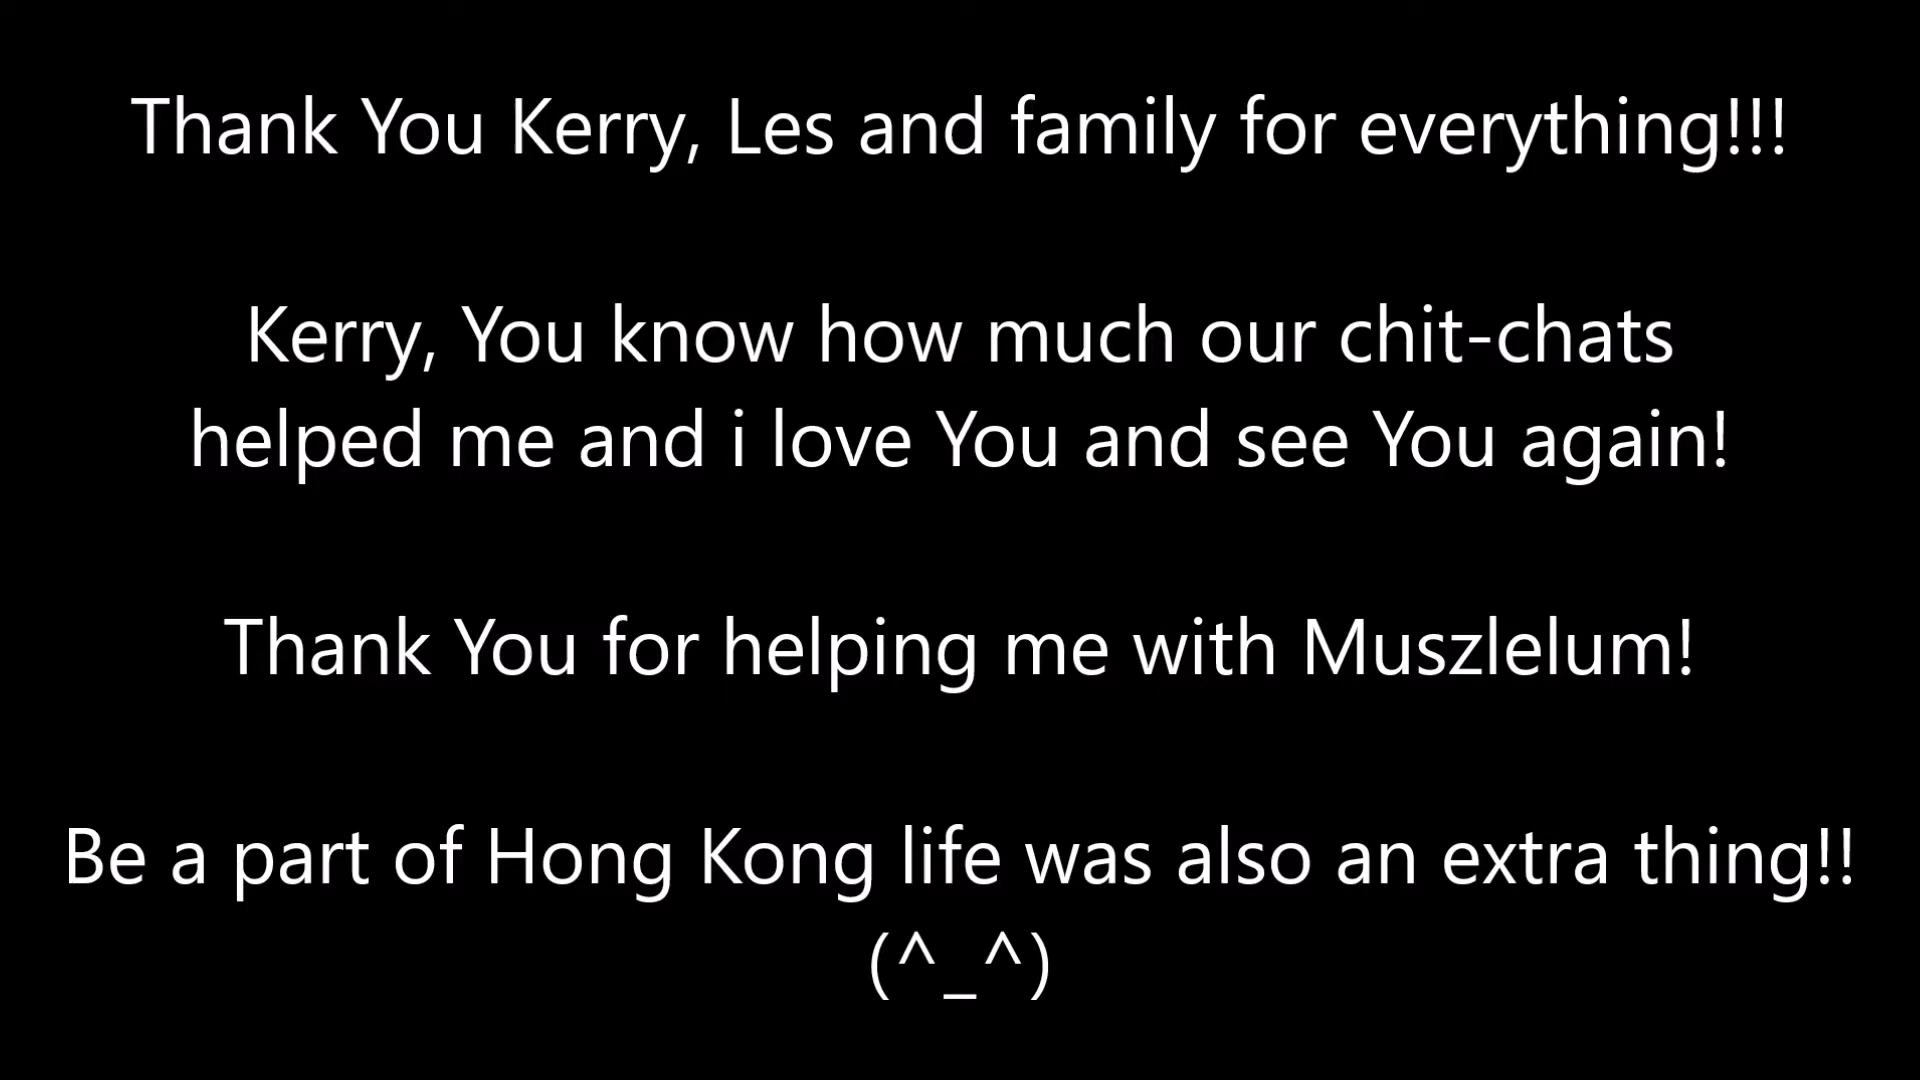 Thank You Kerry, Les and family for everything!!!
Kerry, You know how much our chit-chats
helped me and i love You and see You again!
Thank You for helping me with Muszlelum!
Be a part of Hong Kong life was also an extra thing!!
(^_^)